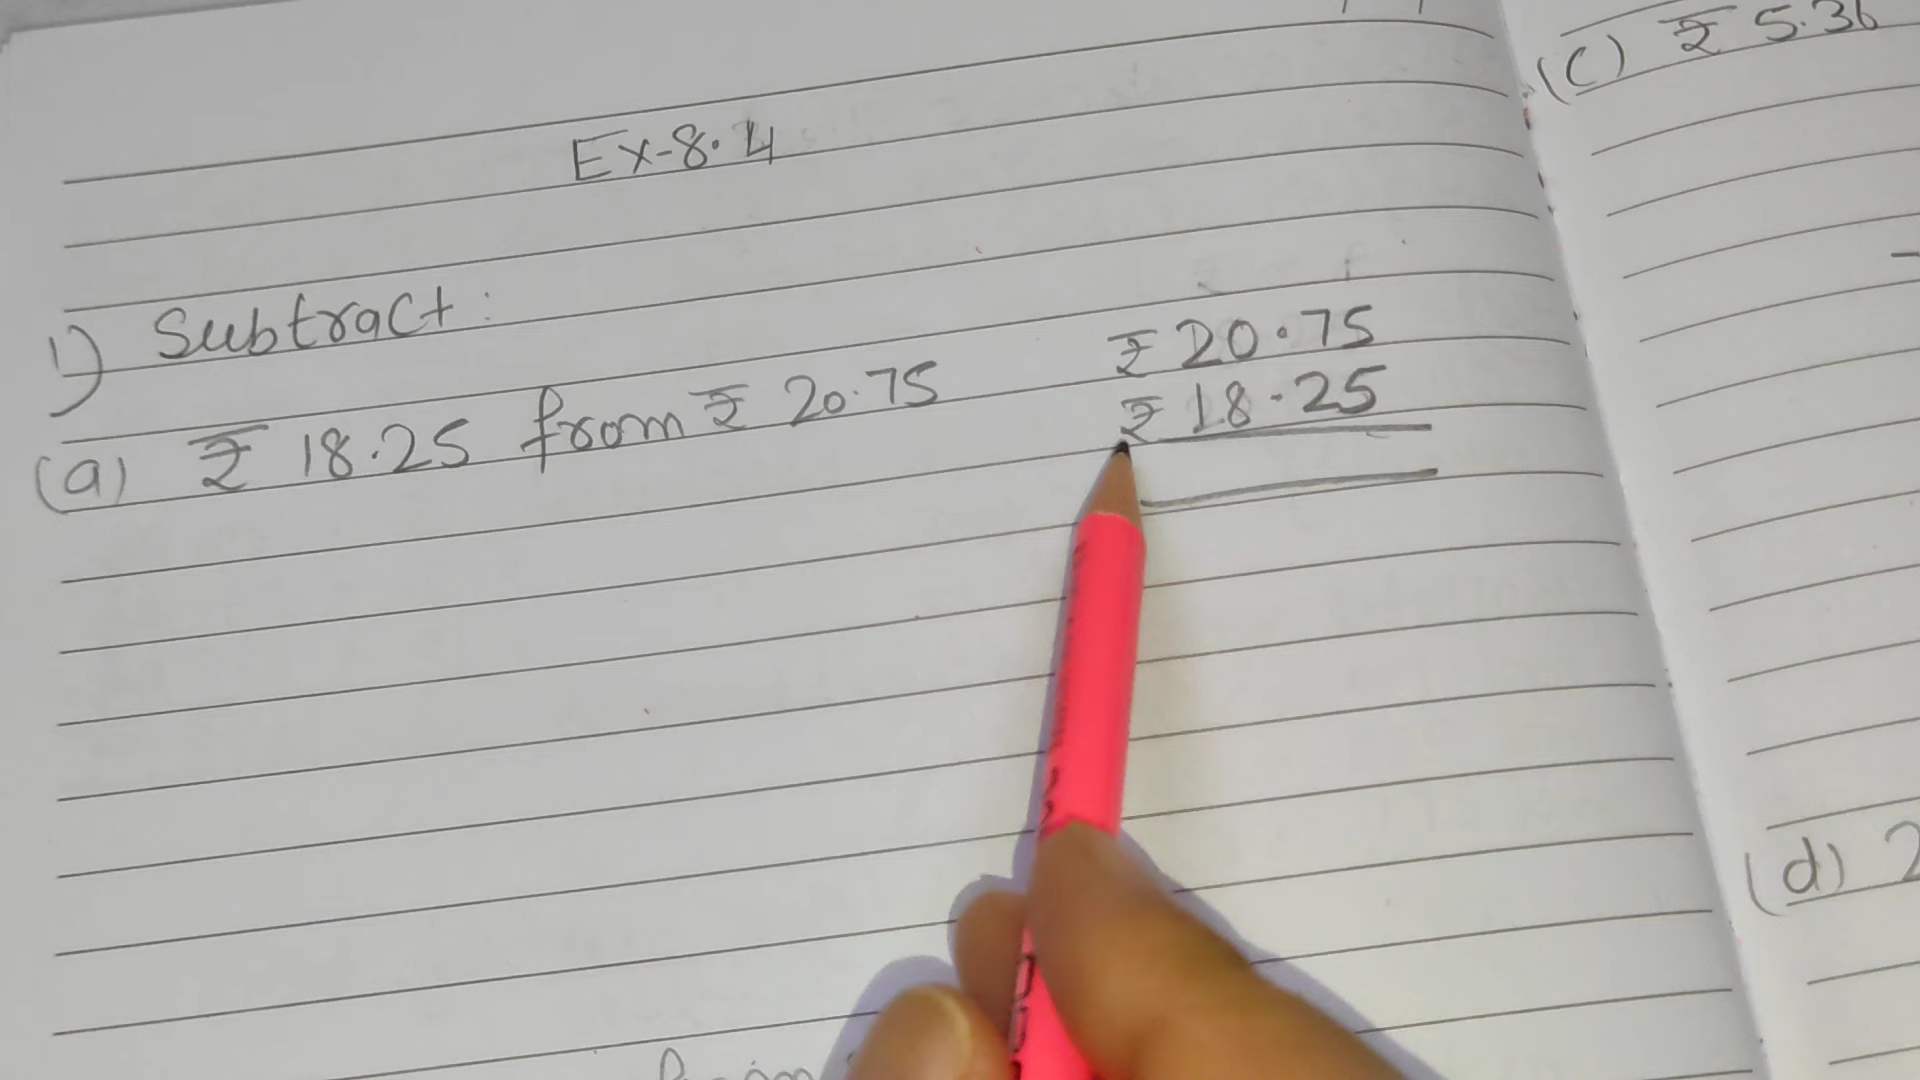 Ex-8.4
1) Subtract:
(a) ₹ 18.25 from ₹ 20.75
₹ 20.75
₹ 18.25
(c) ₹ 5.36
(d) 2